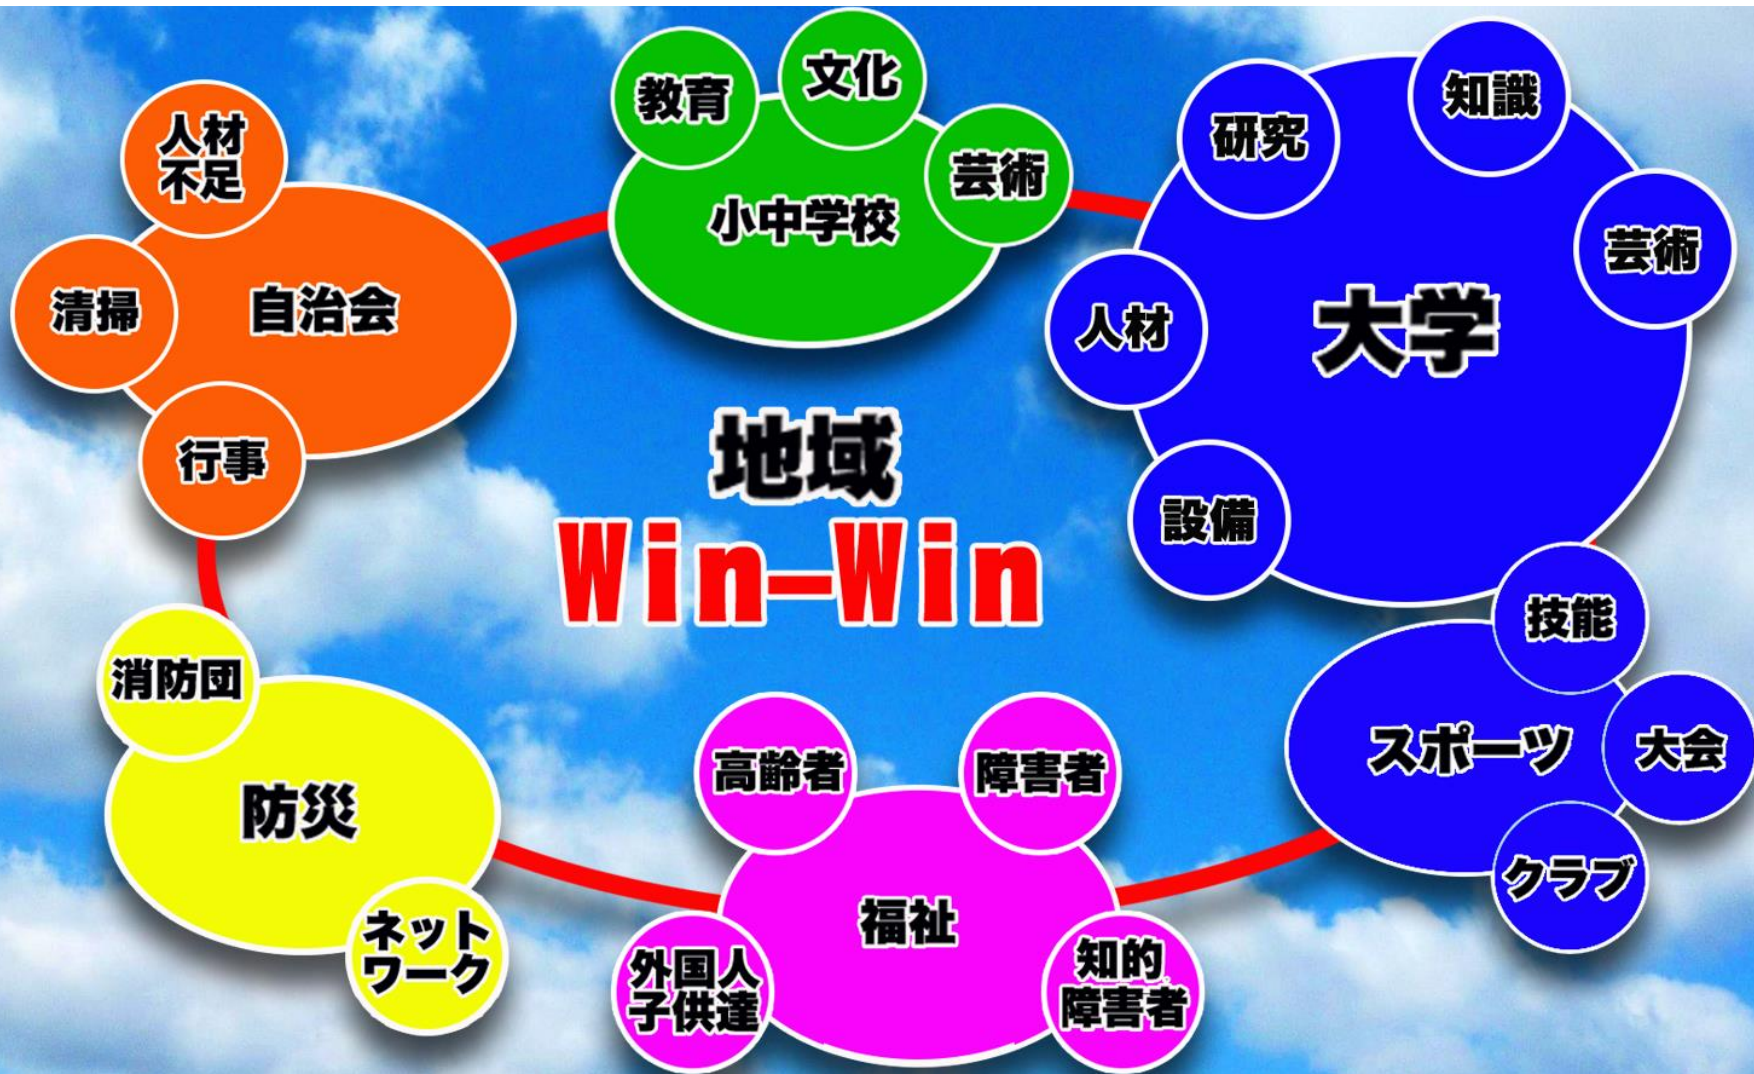 人材
不足
清掃
自治会
行事
教育
文化
芸術
小中学校
研究
知識
芸術
人材
大学
設備
地域
Win-Win
消防団
防災
ネット
ワーク
高齢者
障害者
福祉
外国人
子供達
知的
障害者
技能
スポーツ
大会
クラブ